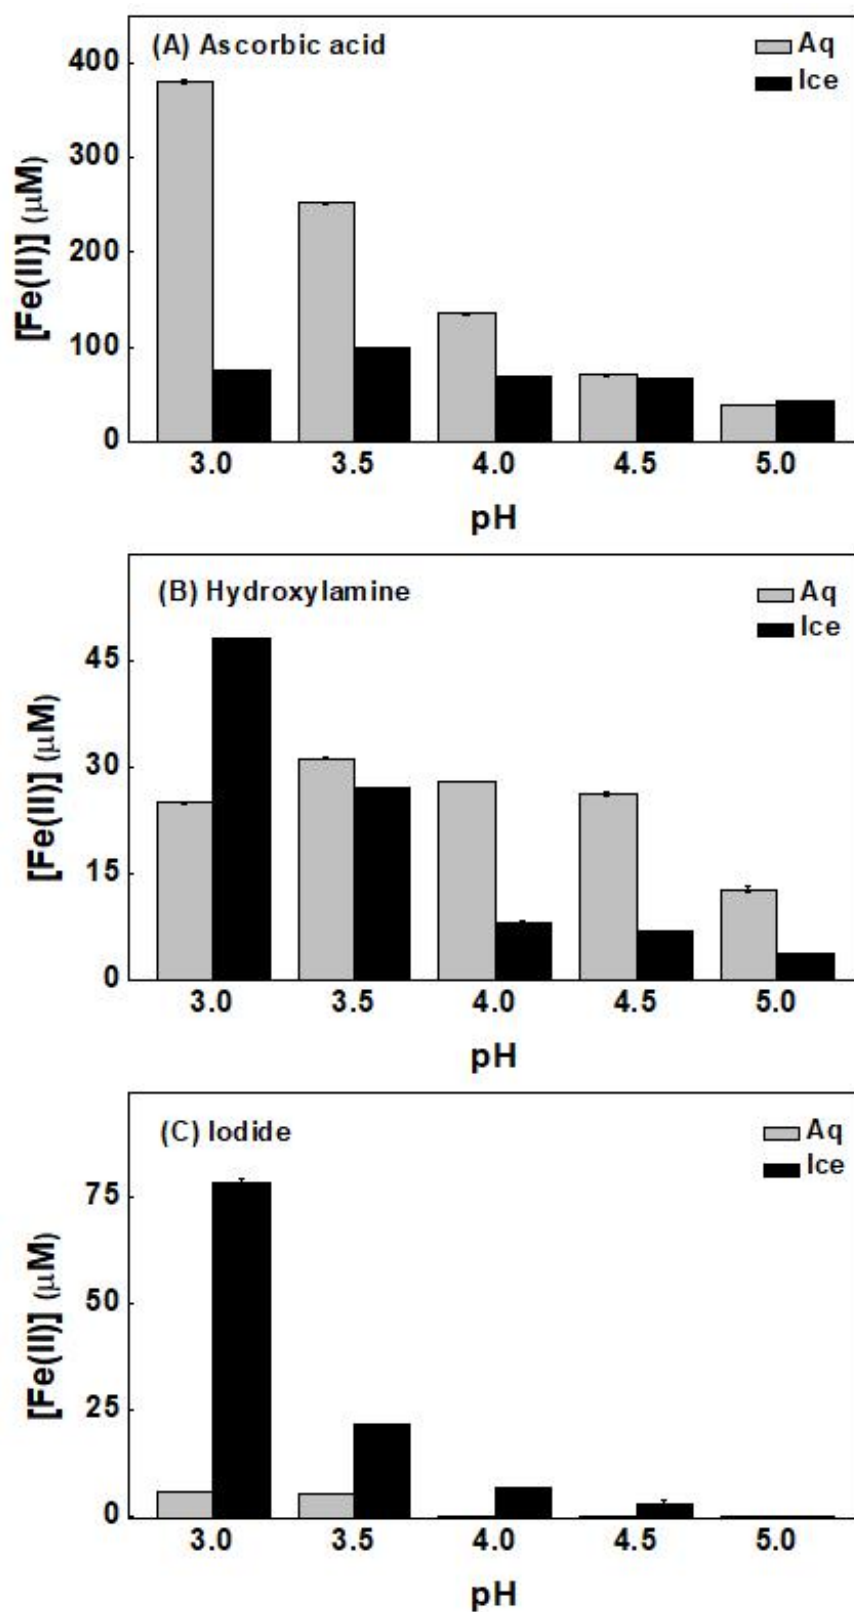 (A) Ascorbic acid
Aq
Ice
400
300
200
100
0
[Fe(II)] (μM)
3.0 3.5 4.0 4.5 5.0
pH
(B) Hydroxylamine
Aq
Ice
45
30
15
0
[Fe(II)] (μM)
3.0 3.5 4.0 4.5 5.0
pH
(C) Iodide
Aq
Ice
75
50
25
0
[Fe(II)] (μM)
3.0 3.5 4.0 4.5 5.0
pH